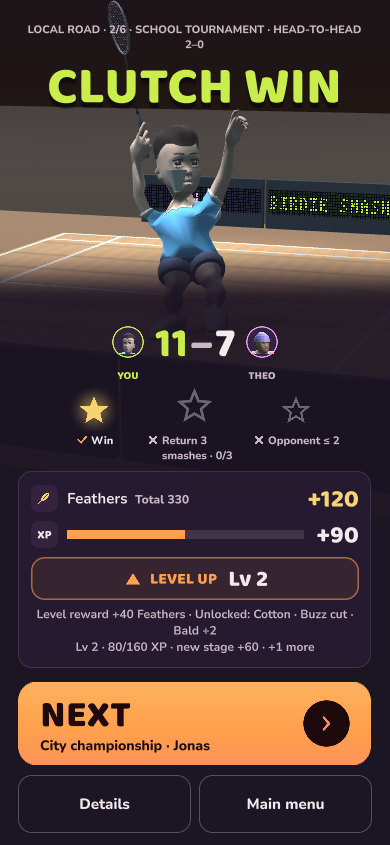 LOCAL ROAD · 2/6 · SCHOOL TOURNAMENT · HEAD-TO-HEAD
2–0
CLUTCH WIN
BIRDIE SMASH
11–7
YOU
THEO
Win
Return 3
smashes · 0/3
Opponent ≤ 2
Feathers Total 330 +120
XP +90
LEVEL UP Lv 2
Level reward +40 Feathers · Unlocked: Cotton · Buzz cut ·
Bald +2
Lv 2 · 80/160 XP · new stage +60 · +1 more
NEXT
City championship · Jonas
Details
Main menu